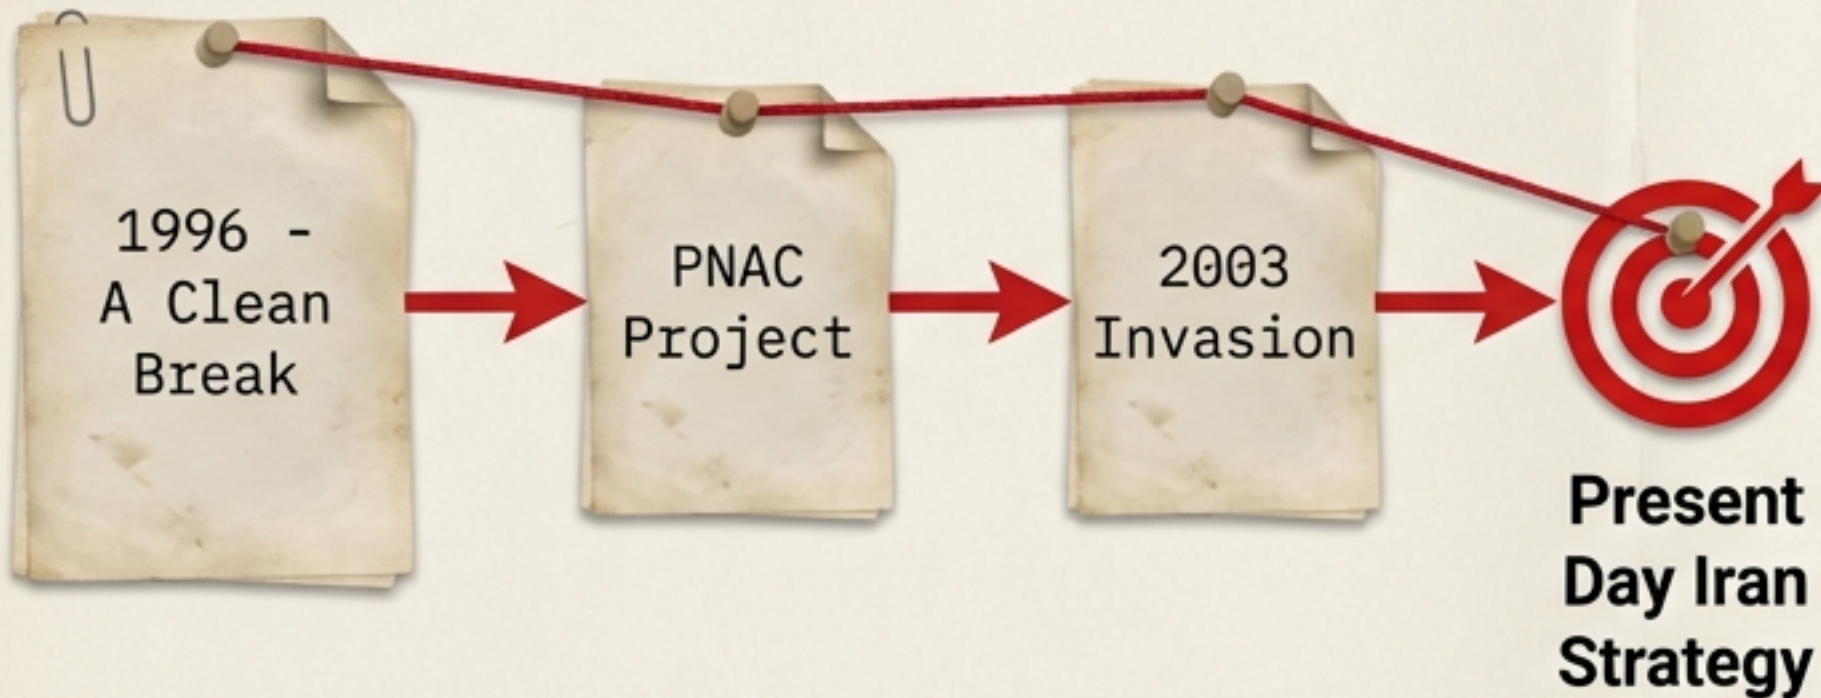 1996 -
A Clean
Break
PNAC
Project
2003
Invasion
Present
Day Iran
Strategy